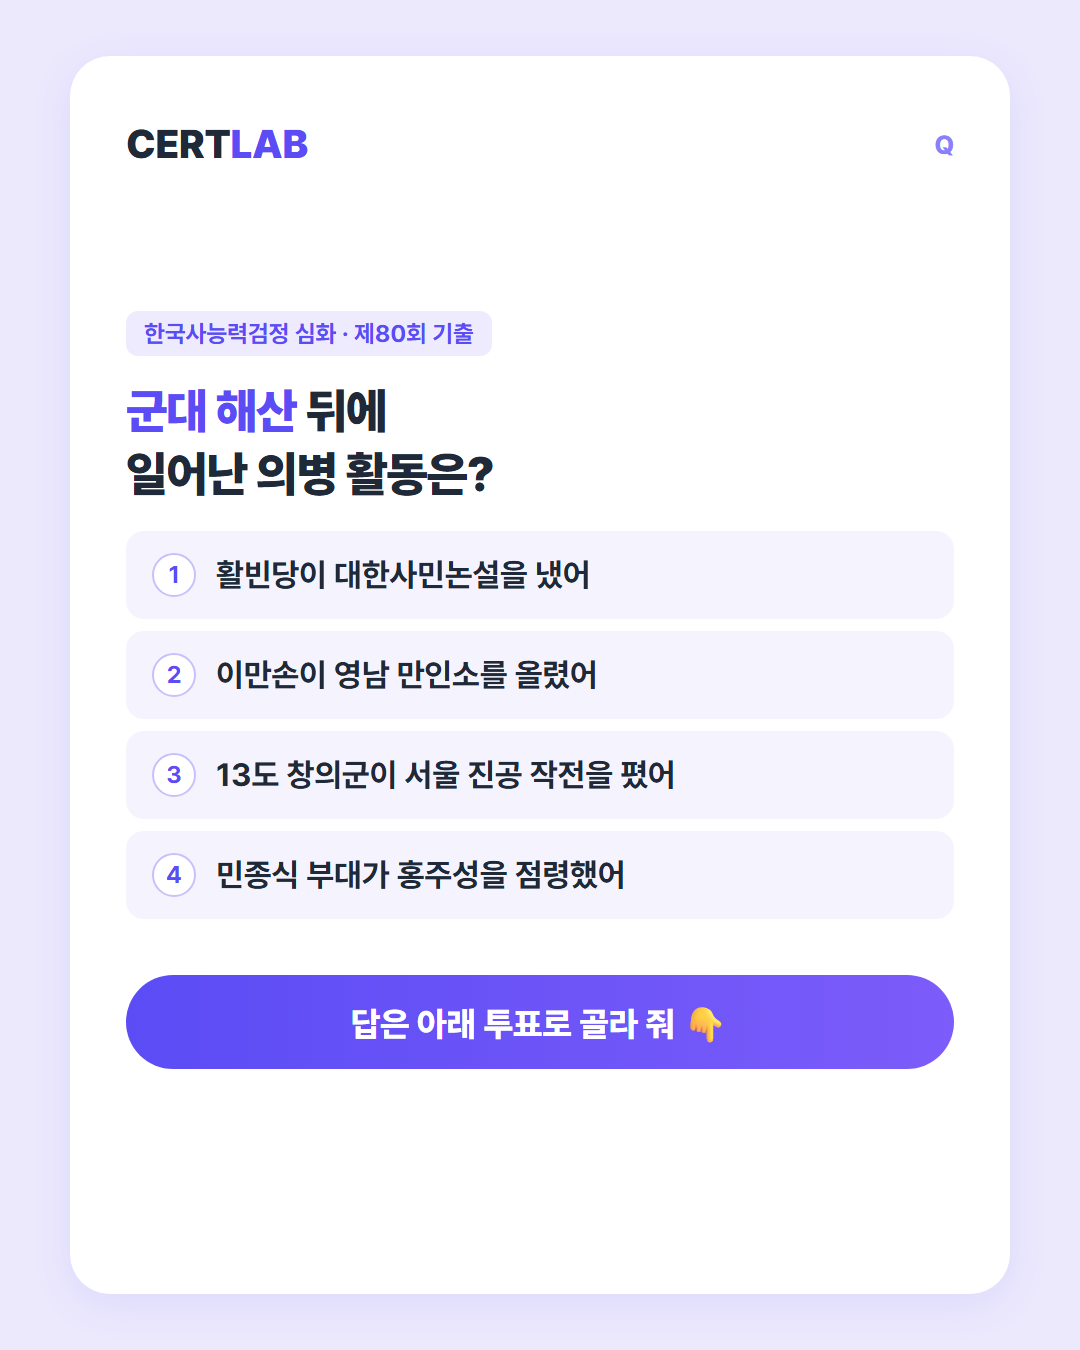 CERTLAB
Q
한국사능력검정 심화 · 제80회 기출
군대 해산 뒤에
일어난 의병 활동은?
1 활빈당이 대한사민논설을 냈어
2 이만손이 영남 만인소를 올렸어
3 13도 창의군이 서울 진공 작전을 폈어
4 민종식 부대가 홍주성을 점령했어
답은 아래 투표로 골라 줘 👇